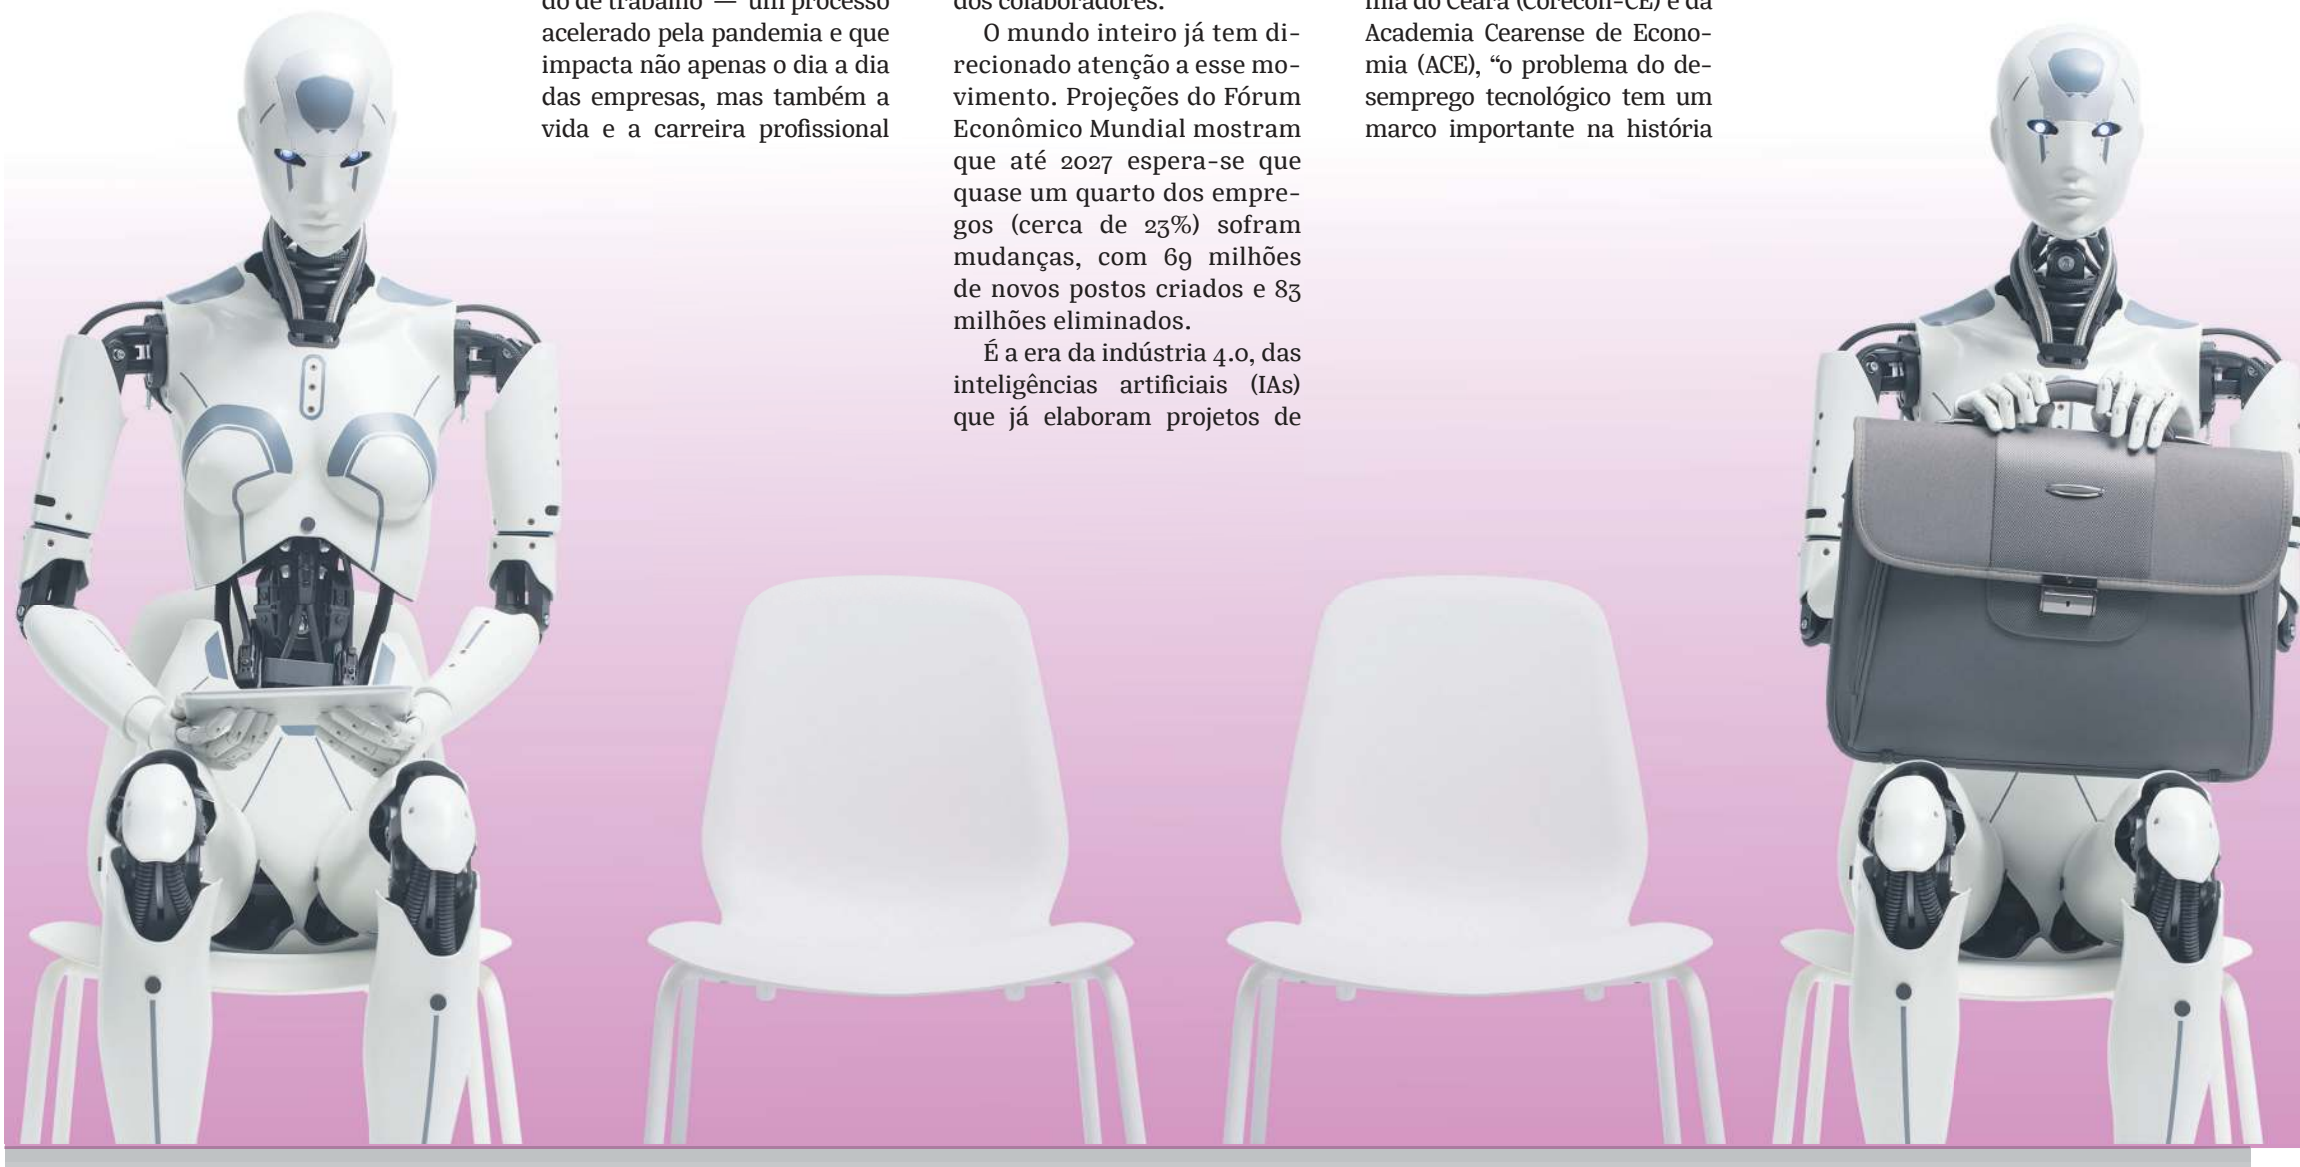 do de trabalho — um processo
acelerado pela pandemia e que
impacta não apenas o dia a dia
das empresas, mas também a
vida e a carreira profissional
dos colaboradores.
O mundo inteiro já tem di-
recionado atenção a esse mo-
vimento. Projeções do Fórum
Econômico Mundial mostram
que até 2027 espera-se que
quase um quarto dos empre-
gos (cerca de 23%) sofram
mudanças, com 69 milhões
de novos postos criados e 83
milhões eliminados.
É a era da indústria 4.0, das
inteligências artificiais (IAs)
que já elaboram projetos de
mia do Ceará (Corecon-CE) e da
Academia Cearense de Econo-
mia (ACE), “o problema do de-
semprego tecnológico tem um
marco importante na história